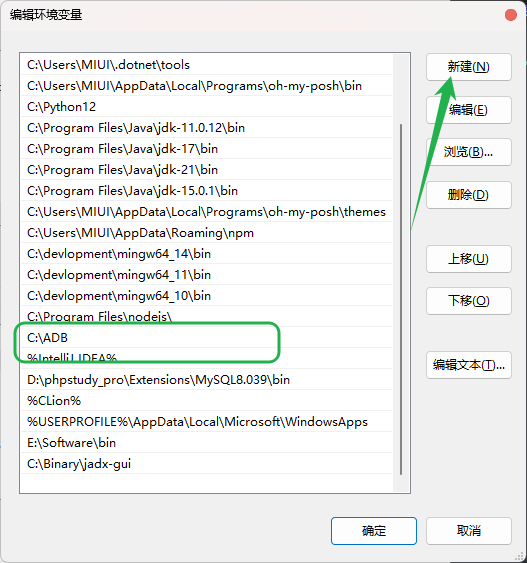 编辑环境变量
C:\Users\MIUI\.dotnet\tools
C:\Users\MIUI\AppData\Local\Programs\oh-my-posh\bin
C:\Python12
C:\Program Files\Java\jdk-11.0.12\bin
C:\Program Files\Java\jdk-17\bin
C:\Program Files\Java\jdk-21\bin
C:\Program Files\Java\jdk-15.0.1\bin
C:\Users\MIUI\AppData\Local\Programs\oh-my-posh\themes
C:\Users\MIUI\AppData\Roaming\npm
C:\devlopment\mingw64_14\bin
C:\devlopment\mingw64_11\bin
C:\devlopment\mingw64_10\bin
C:\Program Files\nodejs\
C:\ADB
%IntelliJ IDEA%
D:\phpstudy_pro\Extensions\MySQL8.039\bin
%CLion%
%USERPROFILE%\AppData\Local\Microsoft\WindowsApps
E:\Software\bin
C:\Binary\jadx-gui
新建(N)
编辑(E)
浏览(B)...
删除(D)
上移(U)
下移(O)
编辑文本(T)...
确定
取消